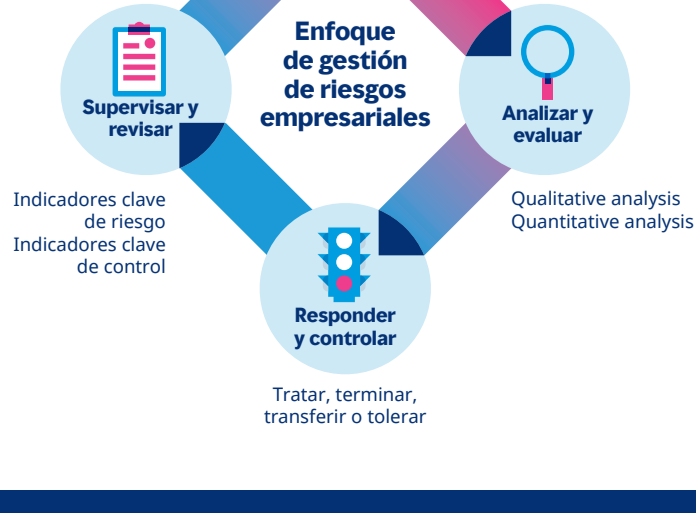 Enfoque
de gestión
de riesgos
empresariales
Supervisar y
revisar
Analizar y
evaluar
Indicadores clave
de riesgo
Indicadores clave
de control
Qualitative analysis
Quantitative analysis
Responder
y controlar
Tratar, terminar,
transferir o tolerar